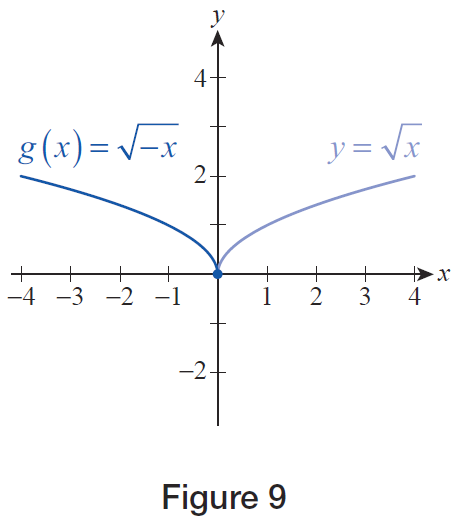 y
4
g(x) = √−x
y = √x
2
x
−4 −3 −2 −1 1 2 3 4
−2
Figure 9